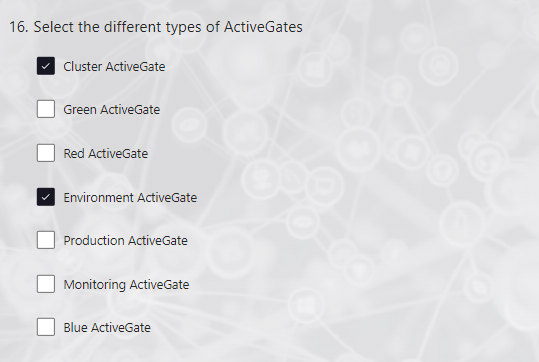 16. Select the different types of ActiveGates
Cluster ActiveGate
Green ActiveGate
Red ActiveGate
Environment ActiveGate
Production ActiveGate
Monitoring ActiveGate
Blue ActiveGate